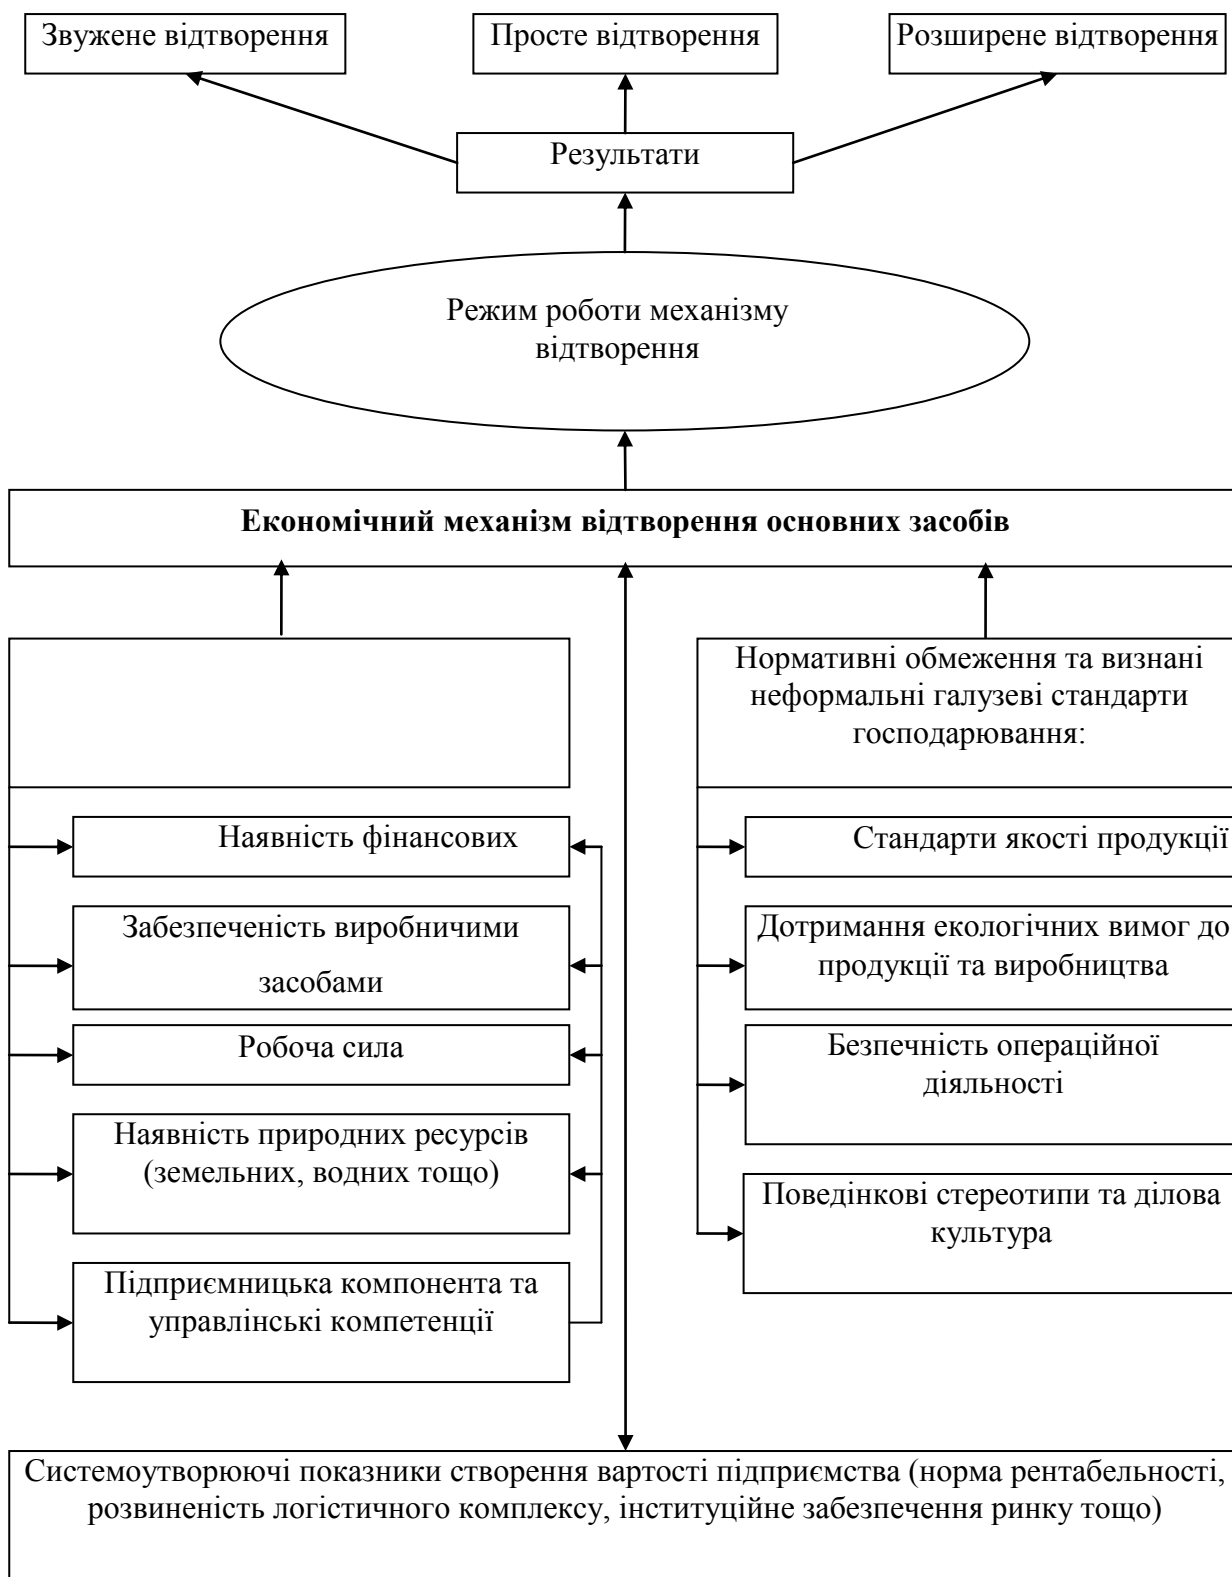 Звужене відтворення
Просте відтворення
Розширене відтворення
Результати
Режим роботи механізму
відтворення
Економічний механізм відтворення основних засобів
Нормативні обмеження та визнані
неформальні галузеві стандарти
господарювання:
Наявність фінансових
Забезпеченість виробничими
засобами
Робоча сила
Наявність природних ресурсів
(земельних, водних тощо)
Підприємницька компонента та
управлінські компетенції
Стандарти якості продукції
Дотримання екологічних вимог до
продукції та виробництва
Безпечність операційної
діяльності
Поведінкові стереотипи та ділова
культура
Системоутворюючі показники створення вартості підприємства (норма рентабельності,
розвиненість логістичного комплексу, інституційне забезпечення ринку тощо)